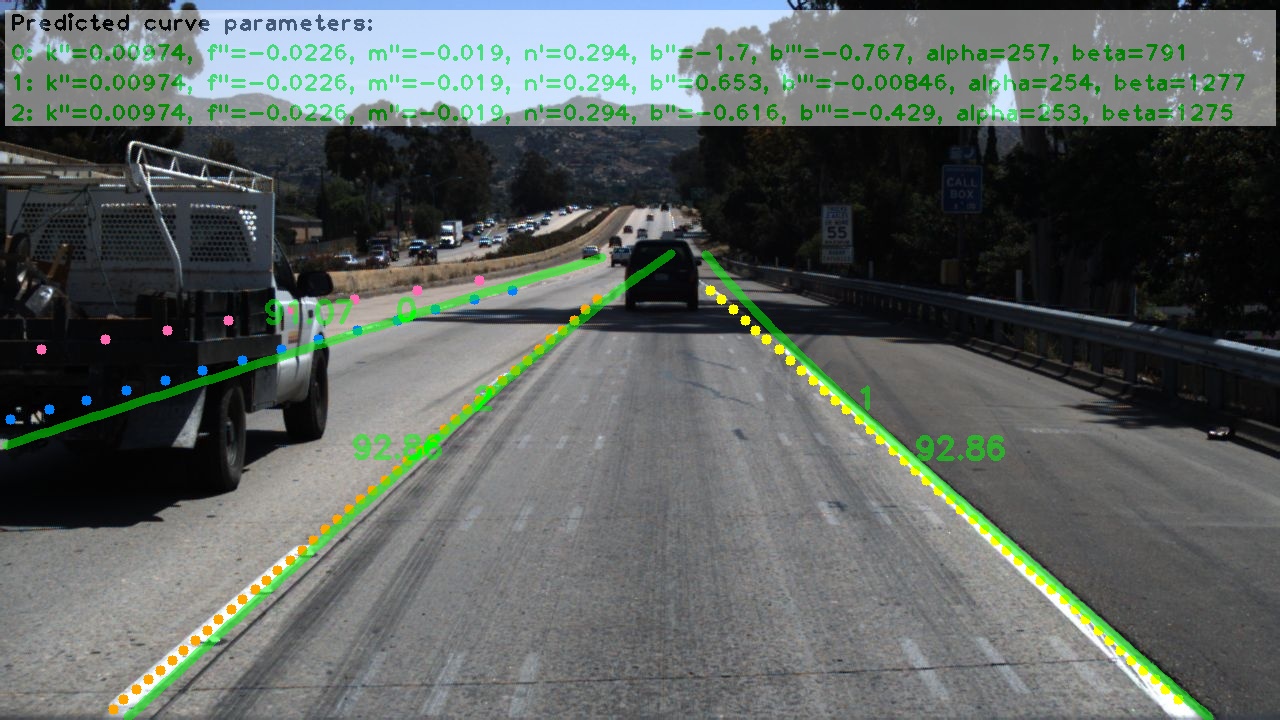 Predicted curve parameters:
0: k''=0.00974, f''=-0.0226, m''=-0.019, n'=0.294, b''=-1.7, b'''=-0.767, alpha=257, beta=791
1: k''=0.00974, f''=-0.0226, m''=-0.019, n'=0.294, b''=0.653, b'''=-0.00846, alpha=254, beta=1277
2: k''=0.00974, f''=-0.0226, m''=-0.019, n'=0.294, b''=-0.616, b'''=-0.429, alpha=253, beta=1275
CALL
BOX
55
0
1
2
92.86
92.86